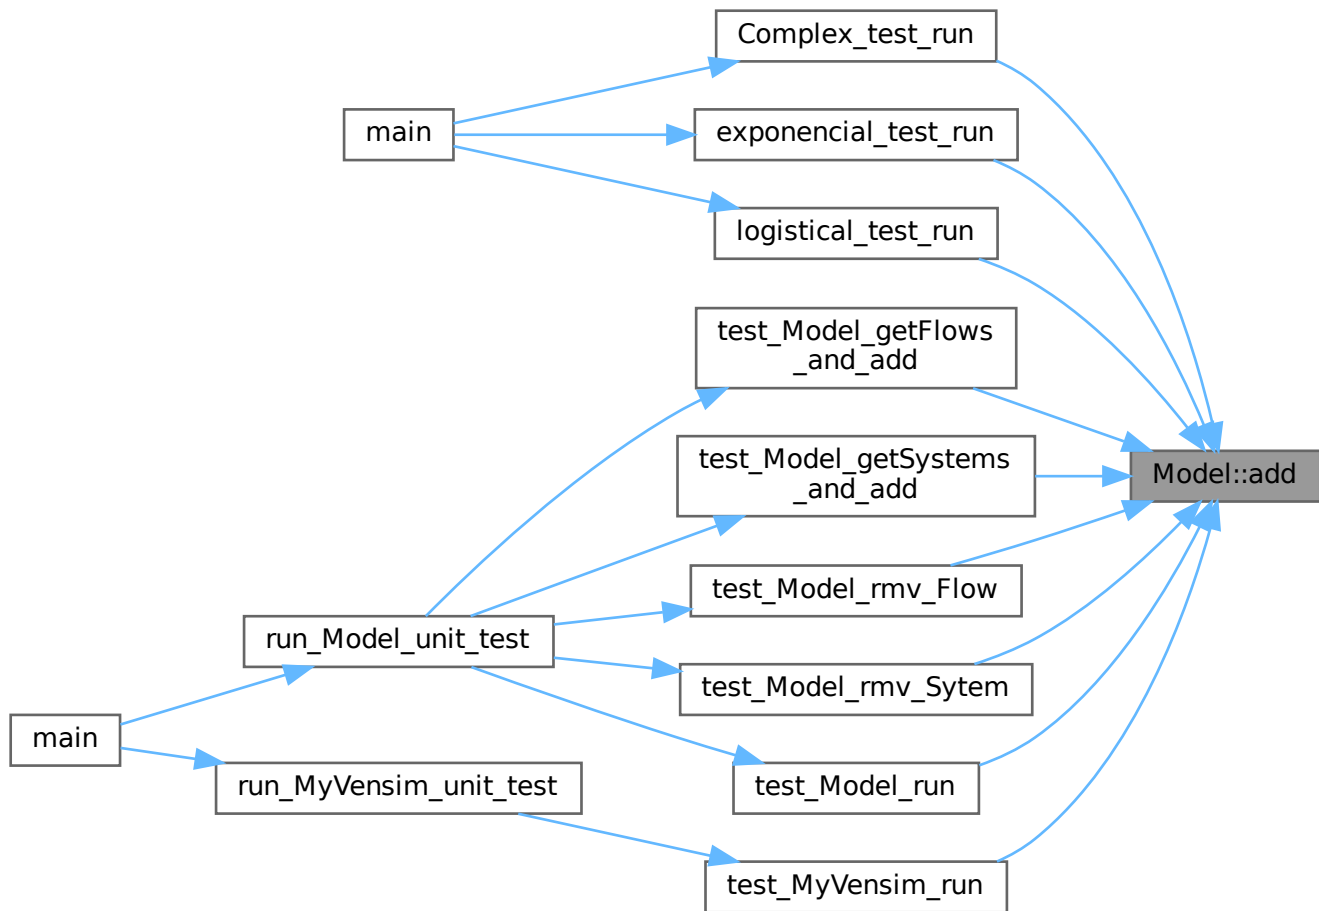 Complex_test_run
main
exponencial_test_run
logistical_test_run
test_Model_getFlows
_and_add
test_Model_getSystems
_and_add
Model::add
test_Model_rmv_Flow
run_Model_unit_test
test_Model_rmv_Sytem
main
run_MyVensim_unit_test
test_Model_run
test_MyVensim_run